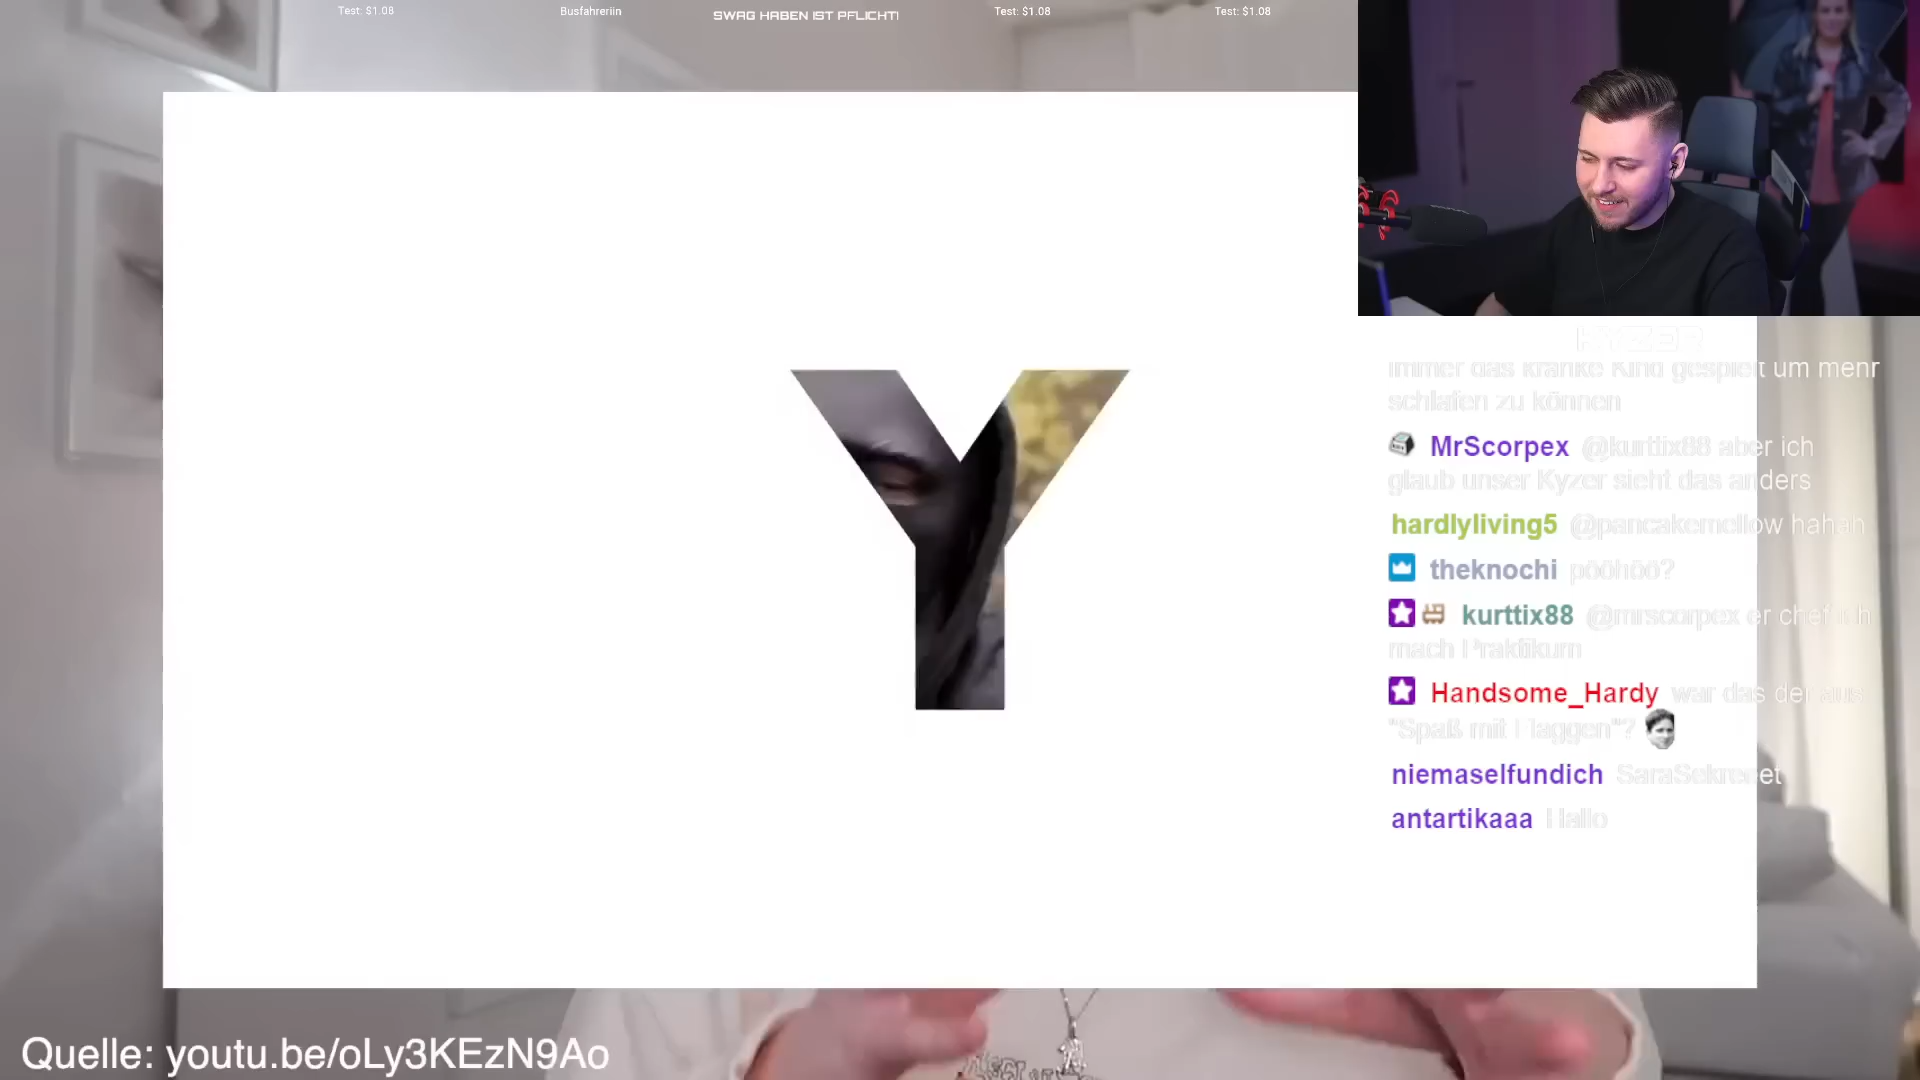 Test: $1.08
Busfahreriin
SWAG HABEN IST PFLICHT!
Test: $1.08
Test: $1.08
KYZER
immer das kranke Kind gespielt um mehr
schlafen zu können
MrScorpex @kurttix88 aber ich
glaub unser Kyzer sieht das anders
hardlyliving5 @pancakemellow hahah
theknochi pööhöö?
kurttix88 @mrscorpex er chef ich
mach Praktikum
Handsome_Hardy war das der aus
"Spaß mit Flaggen"?
niemaselfundich
antartikaaa Hallo
Y
Quelle: youtu.be/oLy3KEzN9Ao